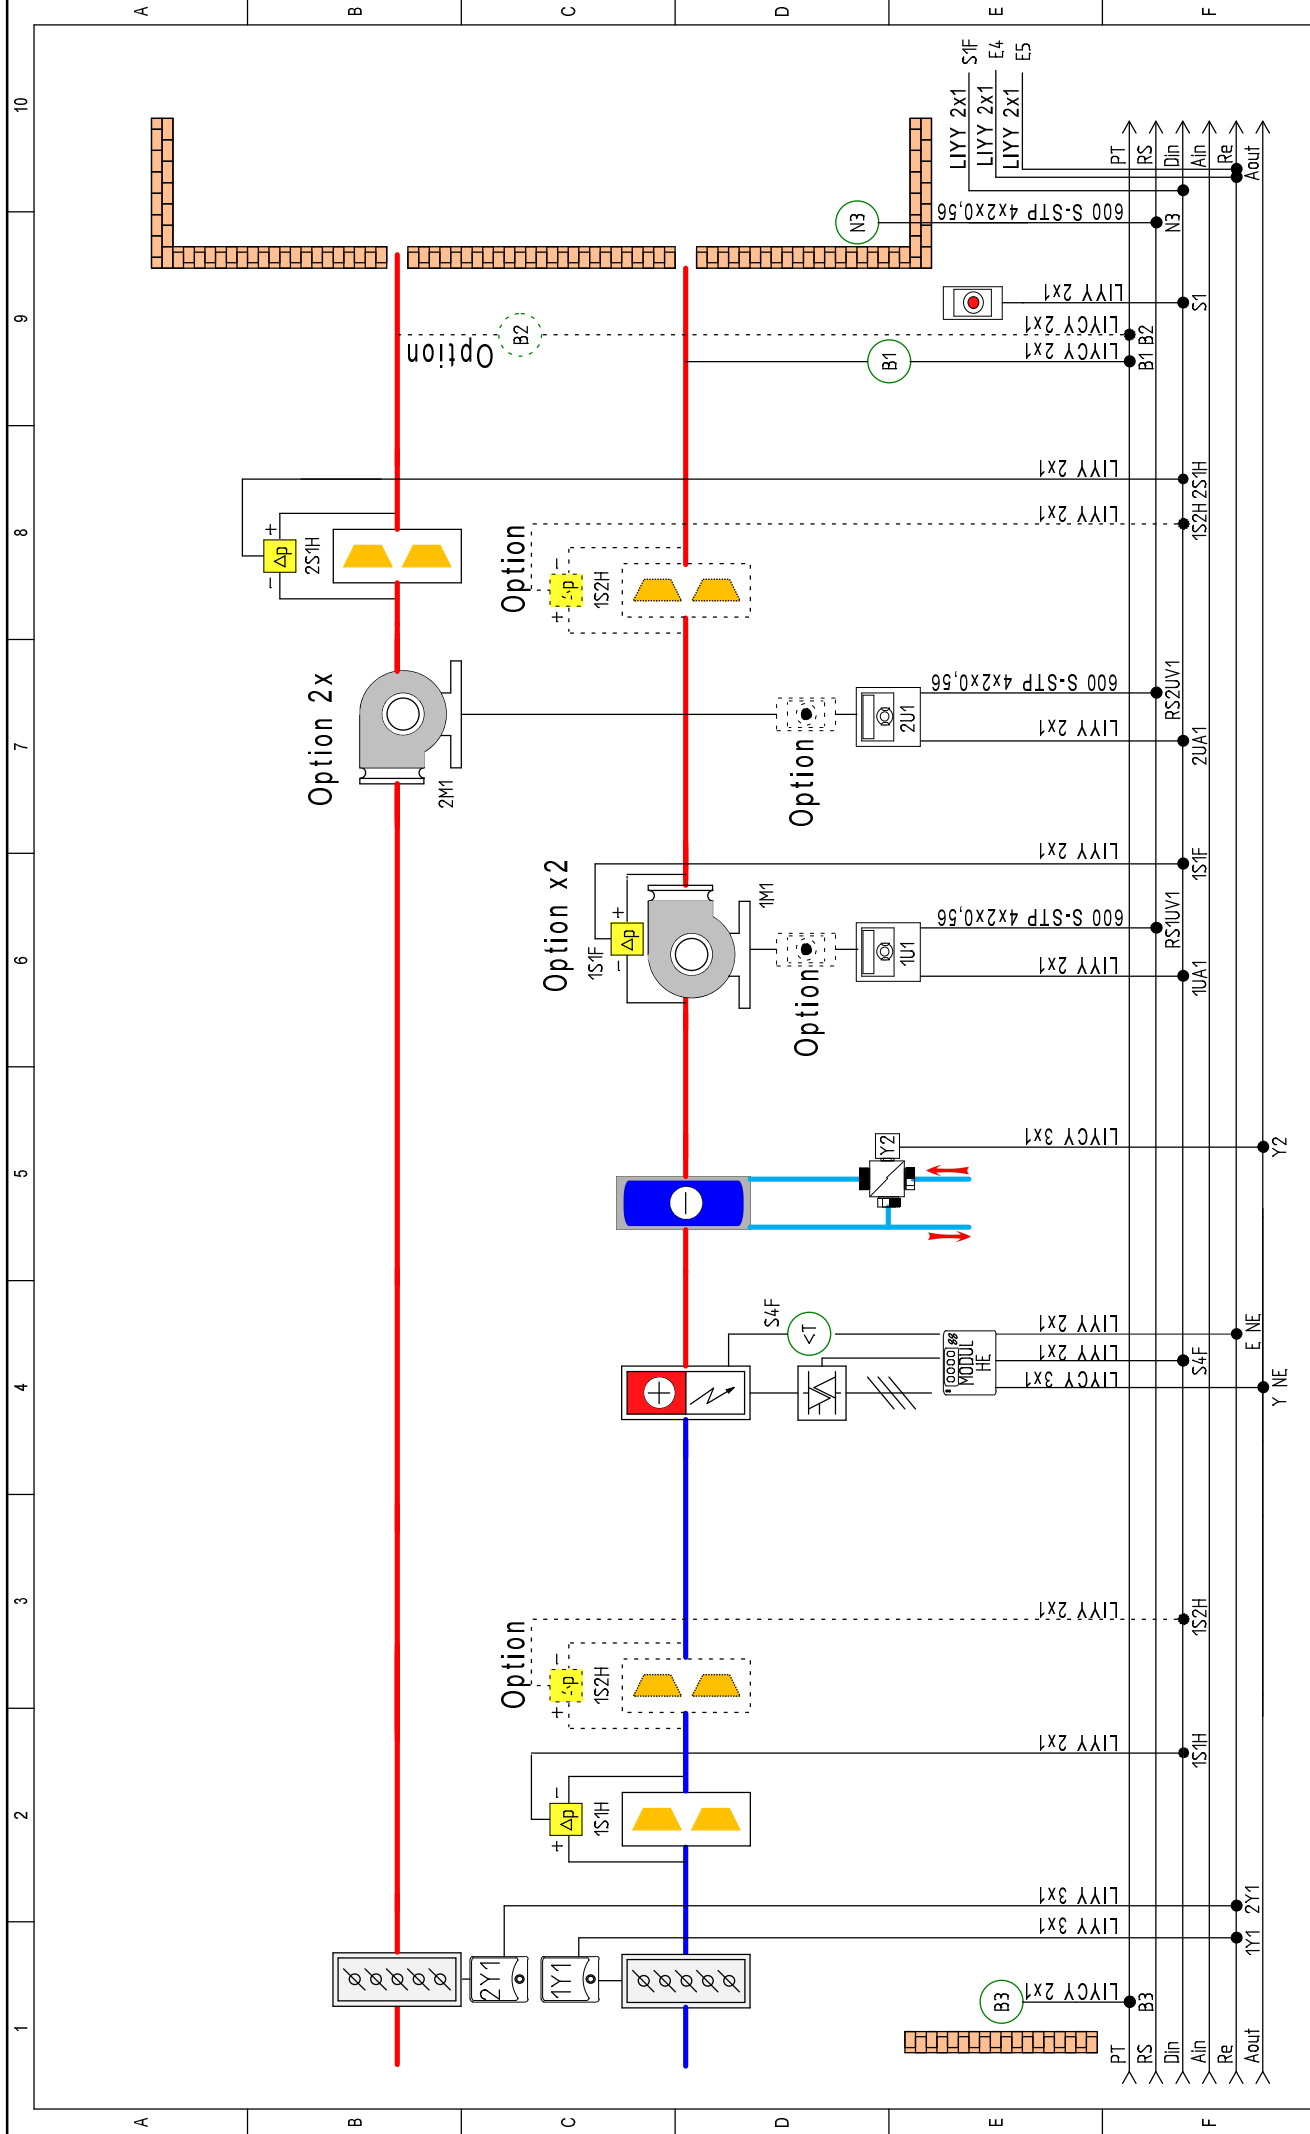 A
B
C
D
E
F
10
9
8
7
6
5
4
3
2
1
S1F
E4
E5
LIYY 2x1
LIYY 2x1
LIYY 2x1
PT
RS
Din
Ain
Re
Aout
N3
600 S-STP 4x2x0,56
N3
LIYY 2x1
S1
Option
B2
LIYCY 2x1
B2
B1
LIYCY 2x1
B1
+
Δp
-
2S1H
LIYY 2x1
2S1H
Option
-
p
+
1S2H
LIYY 2x1
1S2H
Option 2x
2M1
Option
2U1
600 S-STP 4x2x0,56
RS2UV1
LIYY 2x1
2UA1
Option x2
+
Δp
-
1S1F
LIYY 2x1
1S1F
1M1
Option
1U1
600 S-STP 4x2x0,56
RS1UV1
LIYY 2x1
1UA1
Y2
LIYCY 3x1
Y2
S4F
<T
MODUL
HE
0000
88
LIYY 2x1
E NE
LIYY 2x1
S4F
LIYCY 3x1
Y NE
Option
-
p
+
1S2H
LIYY 2x1
1S2H
-
Δp
+
1S1H
LIYY 2x1
1S1H
2Y1
LIYY 3x1
2Y1
1Y1
LIYY 3x1
1Y1
B3
LIYCY 2x1
B3
PT
RS
Din
Ain
Re
Aout
A
B
C
D
E
F